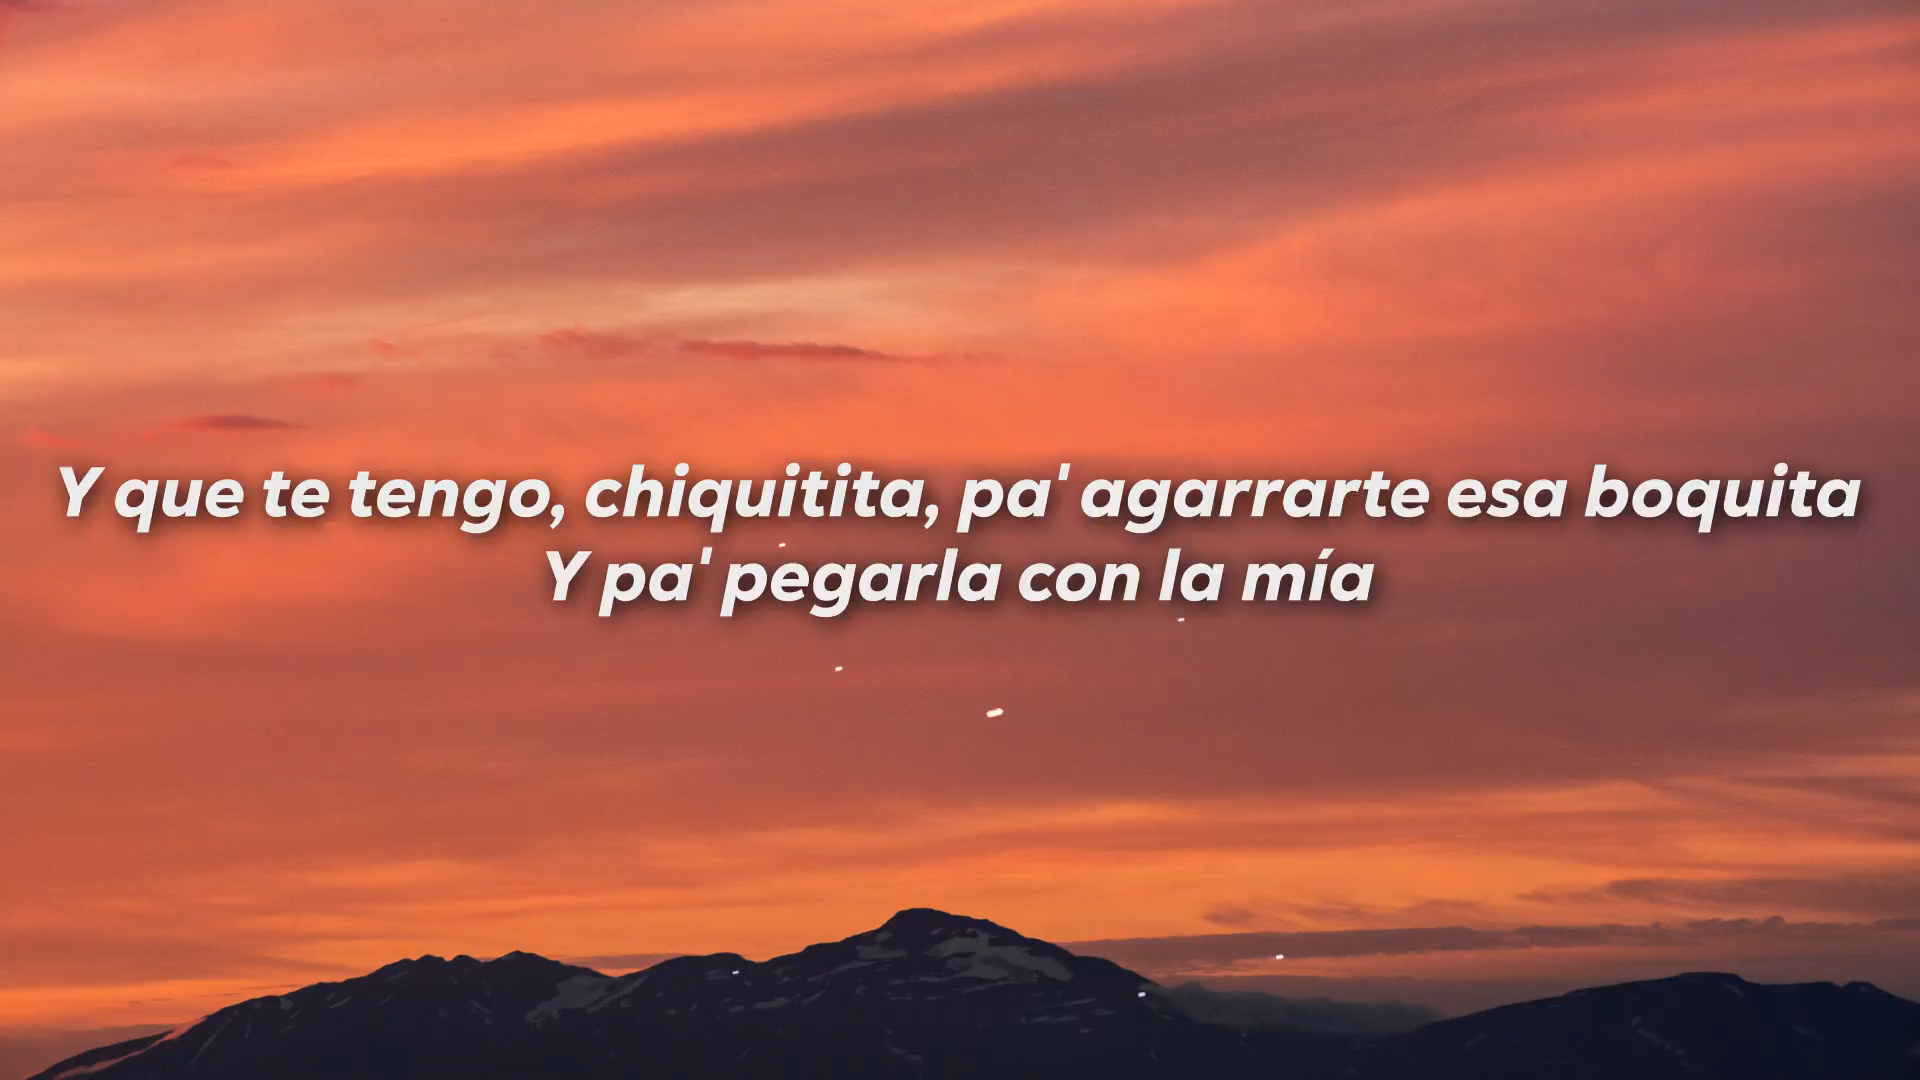 Y que te tengo, chiquitita, pa' agarrarte esa boquita
Y pa' pegarla con la mía